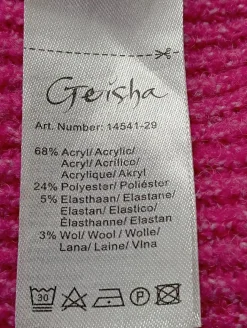 Geisha
Art. Number: 14541-29
68% Acryl/Acrylic/
Acryl/Acrílico/
Acrylique/Akryl
24% Polyester/Poliéster
5% Elasthaan/Elastane/
Elastan/Elastico/
Élasthanne/Elastan
3% Wol/Wool/Wolle/
Lana/Laine/Vlna
30 P